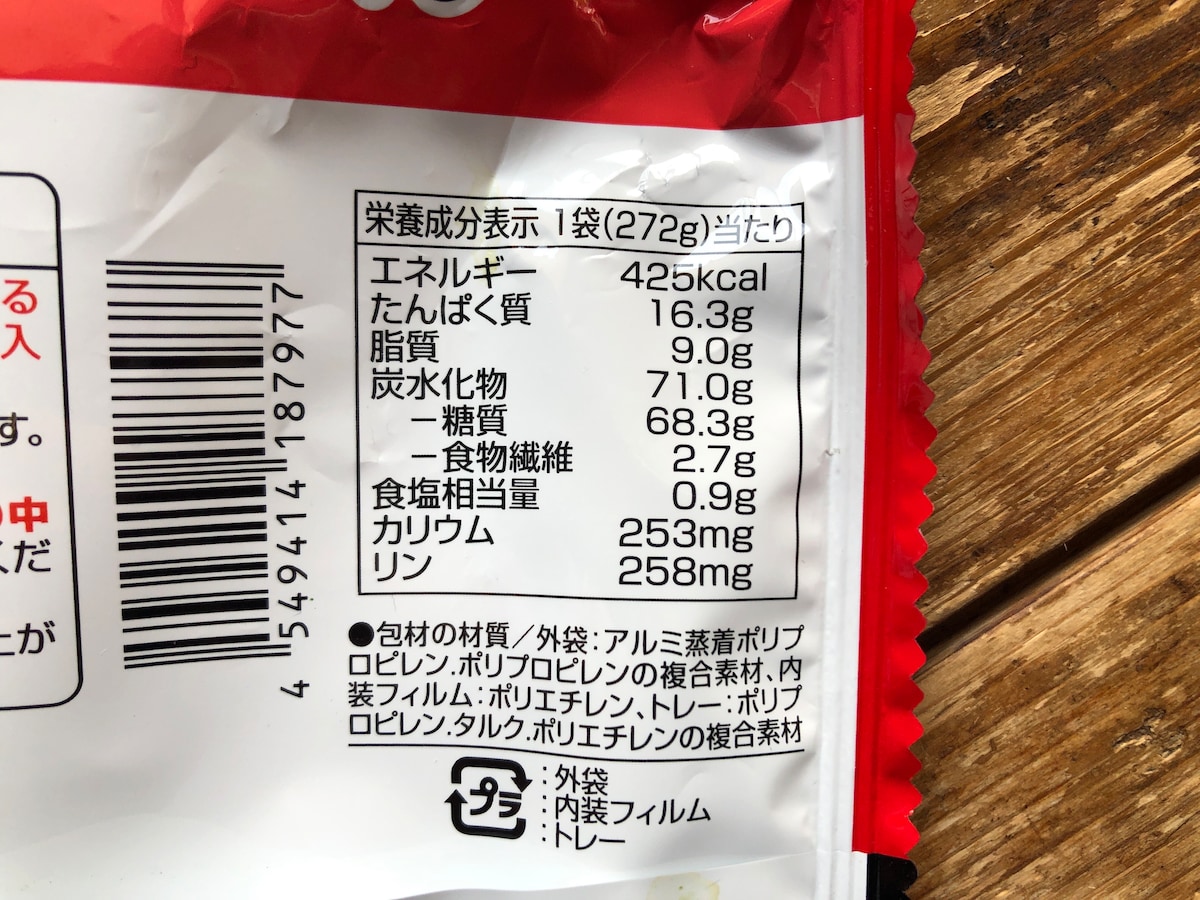 る
入
す。
中
くだ
上が
4 549414 187977
栄養成分表示 1袋(272g)当たり
エネルギー 425kcal
たんぱく質 16.3g
脂質 9.0g
炭水化物 71.0g
－糖質 68.3g
－食物繊維 2.7g
食塩相当量 0.9g
カリウム 253mg
リン 258mg
●包材の材質／外袋：アルミ蒸着ポリプ
ロピレン.ポリプロピレンの複合素材、内
装フィルム：ポリエチレン、トレー：ポリプ
ロピレン.タルク.ポリエチレンの複合素材
プラ
：外袋
：内装フィルム
：トレー